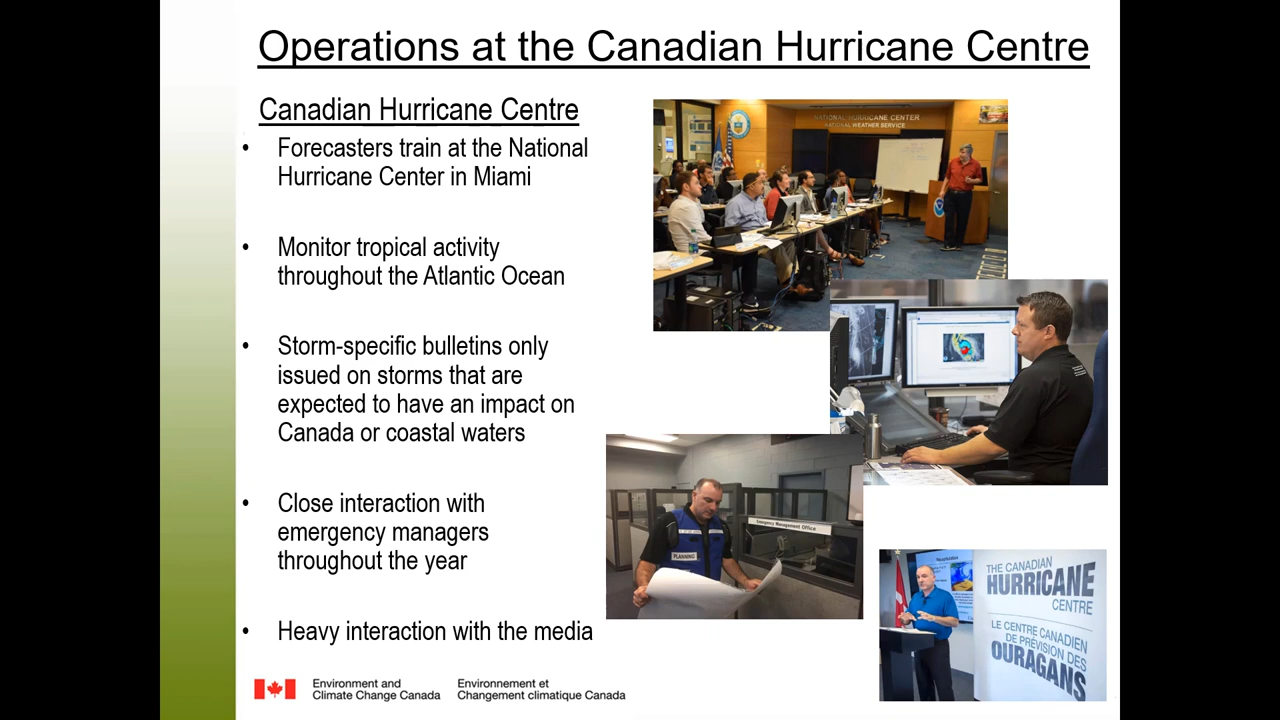 Operations at the Canadian Hurricane Centre
Canadian Hurricane Centre
• Forecasters train at the National
Hurricane Center in Miami
• Monitor tropical activity
throughout the Atlantic Ocean
• Storm-specific bulletins only
issued on storms that are
expected to have an impact on
Canada or coastal waters
• Close interaction with
emergency managers
throughout the year
• Heavy interaction with the media
NATIONAL HURRICANE CENTER
NATIONAL WEATHER SERVICE
Emergency Management Office
PLANNING
THE CANADIAN
HURRICANE
CENTRE
LE CENTRE CANADIEN
DE PRÉVISION DES
OURAGANS
Environment and
Climate Change Canada
Environnement et
Changement climatique Canada